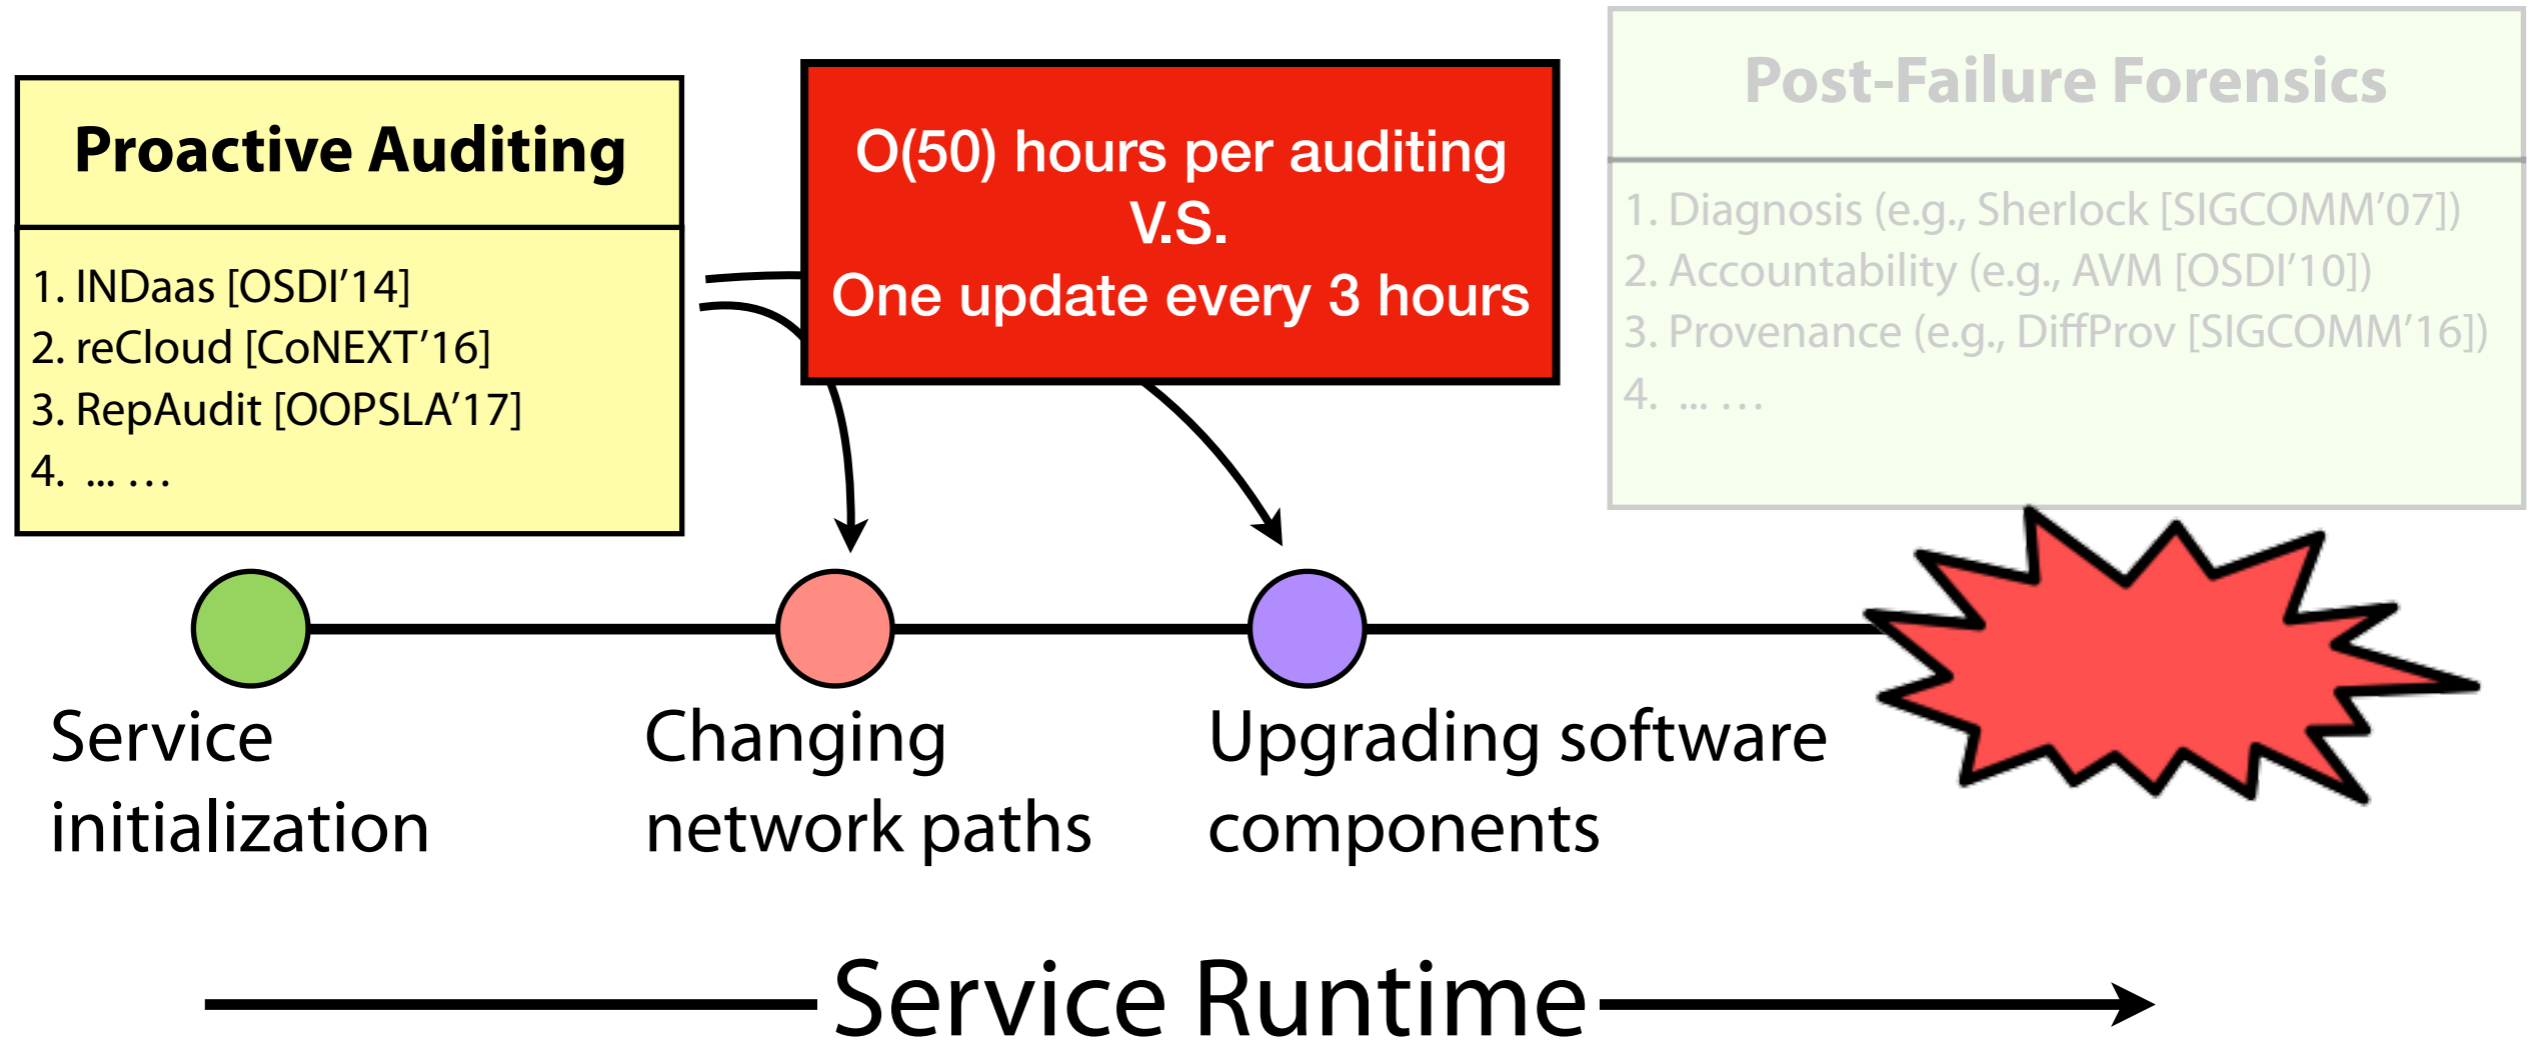 Proactive Auditing
1. INDaas [OSDI’14]
2. reCloud [CoNEXT’16]
3. RepAudit [OOPSLA’17]
4. ... …
O(50) hours per auditing
V.S.
One update every 3 hours
Post-Failure Forensics
1. Diagnosis (e.g., Sherlock [SIGCOMM’07])
2. Accountability (e.g., AVM [OSDI’10])
3. Provenance (e.g., DiffProv [SIGCOMM’16])
4. ... …
Service
initialization
Changing
network paths
Upgrading software
components
Service Runtime